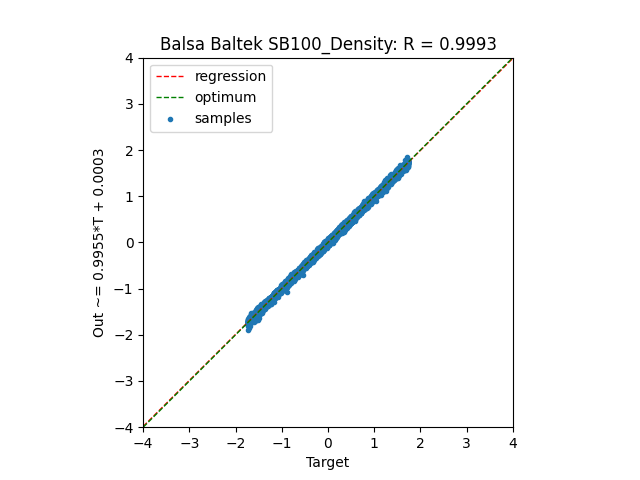 Balsa Baltek SB100_Density: R = 0.9993
regression
optimum
samples
Out ~= 0.9955*T + 0.0003
4
3
2
1
0
−1
−2
−3
−4
−4 −3 −2 −1 0 1 2 3 4
Target